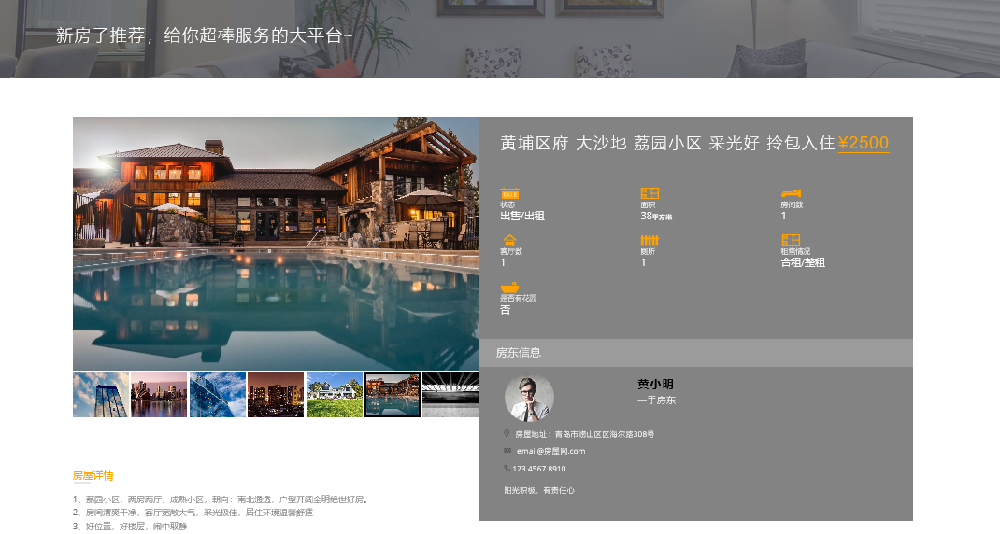 新房子推荐，给你超棒服务的大平台~
黄埔区府 大沙地 荔园小区 采光好 拎包入住 ¥2500
SALE
状态
出售/出租
面积
38平方米
房间数
1
客厅数
1
厕所
1
租售情况
合租/整租
是否有花园
否
房东信息
黄小明
一手房东
房屋地址：青岛市崂山区区海尔路308号
email@房屋网.com
123 4567 8910
阳光积极，有责任心
房屋详情
1、荔园小区，两房两厅，成熟小区，朝向：南北通透，户型开阔全明绝世好房。
2、房间清爽干净，客厅宽敞大气，采光极佳，居住环境温馨舒适
3、好位置，好楼层，闹中取静